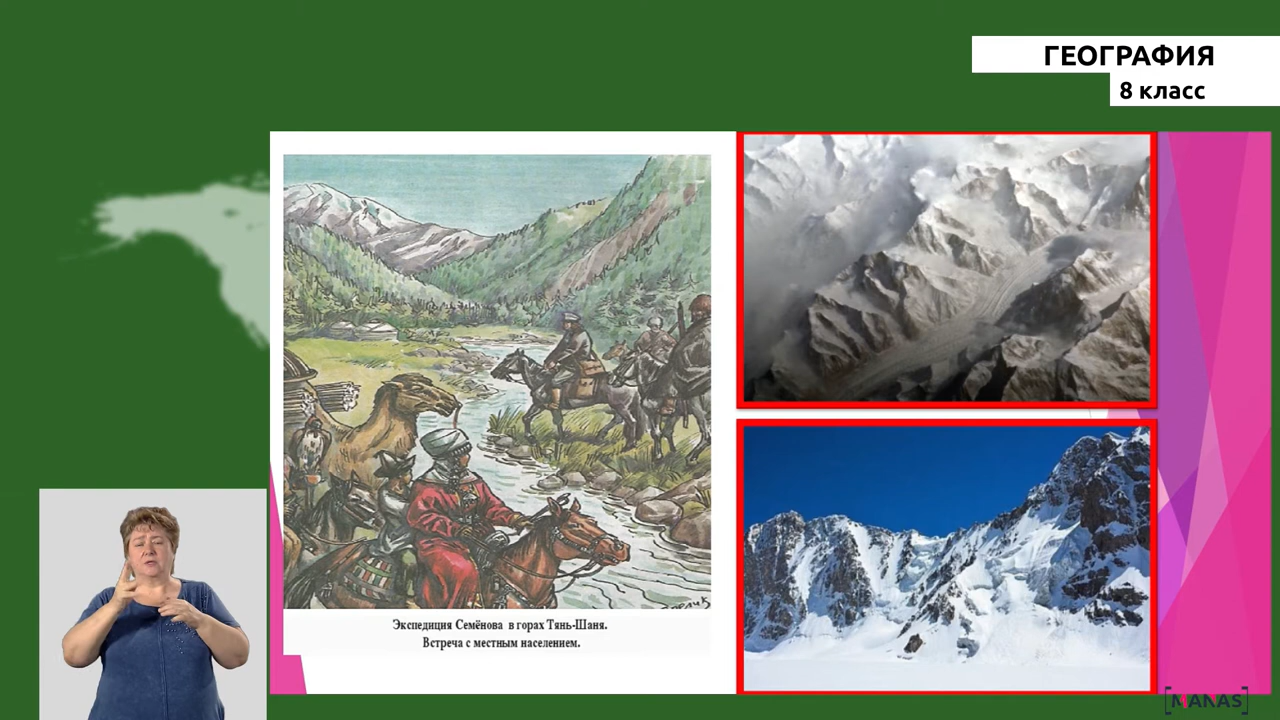 ГЕОГРАФИЯ
8 класс
Экспедиция Семёнова в горах Тянь-Шаня.
Встреча с местным населением.
[MANAS]